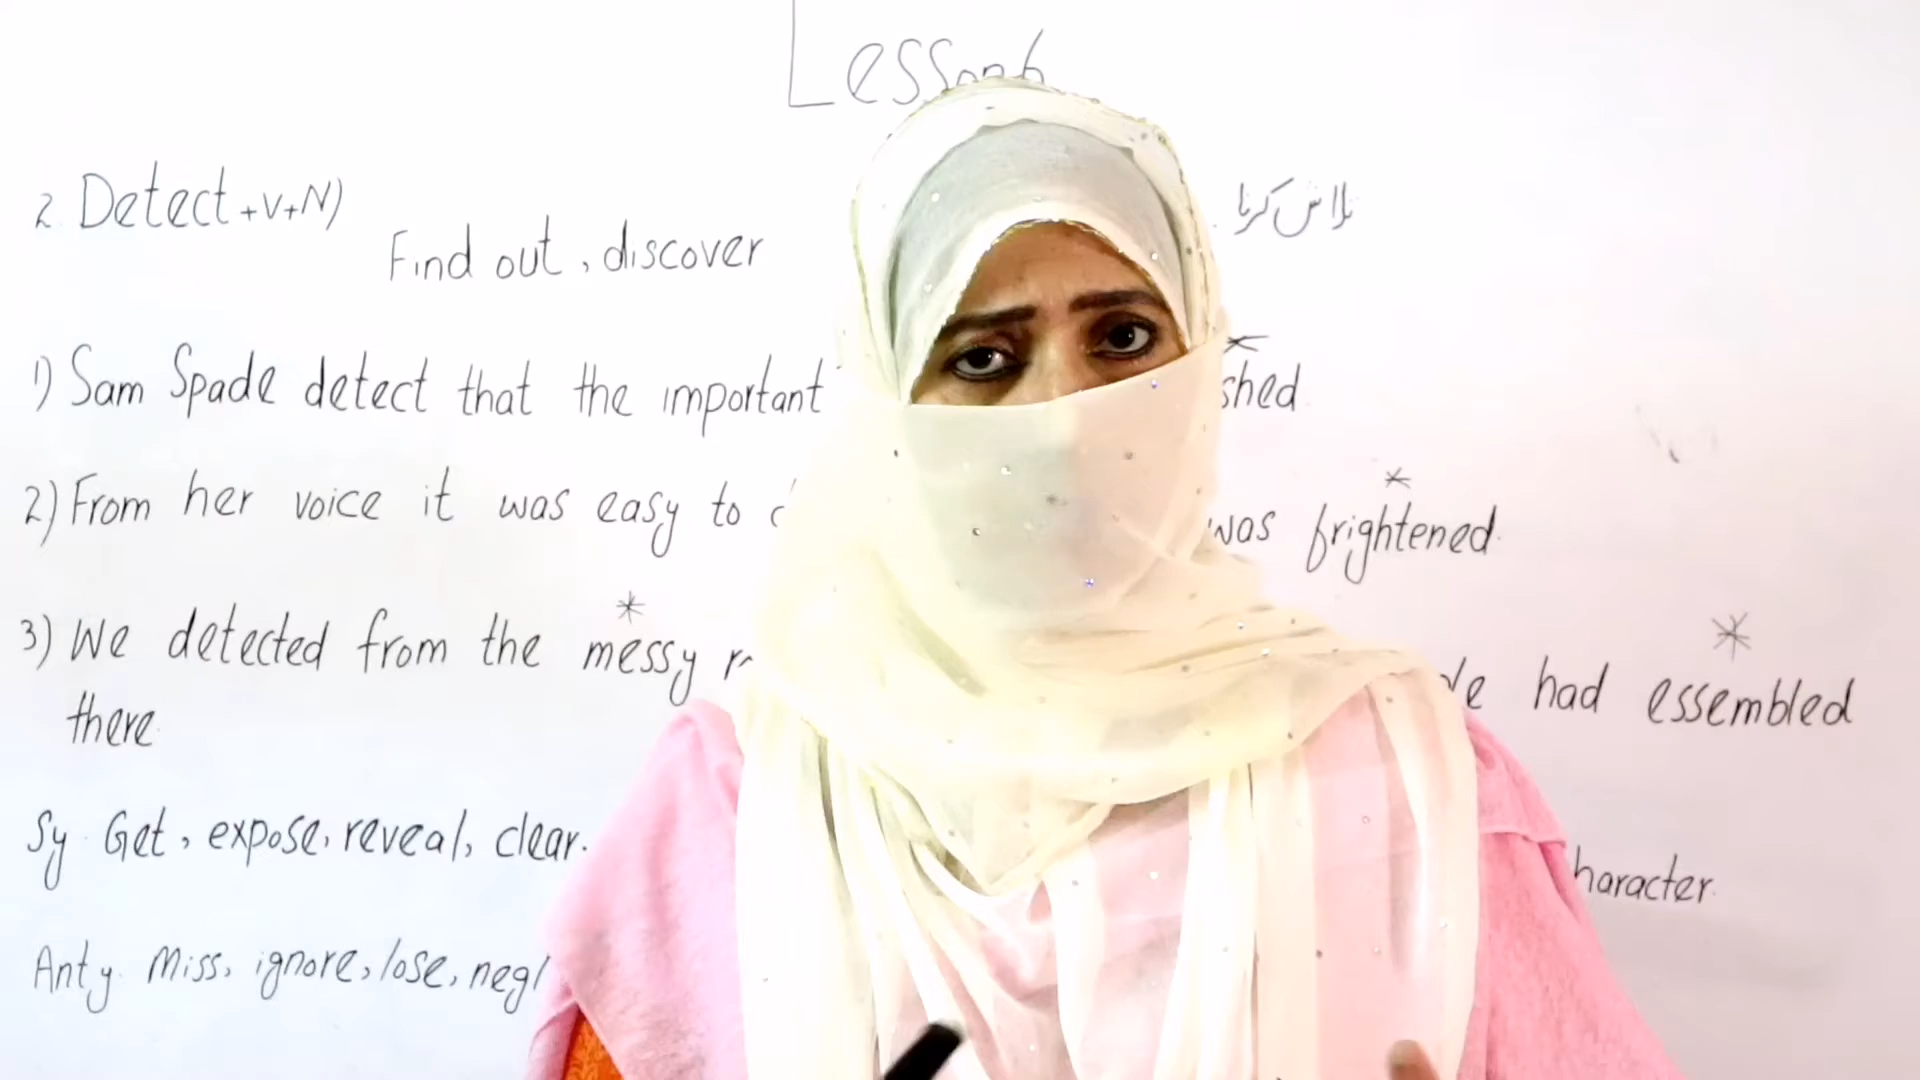 Lesson 6
2. Detect +V+N) تلاش کرنا
Find out, discover
1) Sam Spade detect that the important shed.
2) From her voice it was easy to was frightened.
3) We detected from the messy had essembled
there.
Sy Get, expose, reveal, clear. haracter.
Anty Miss, ignore, lose, negl